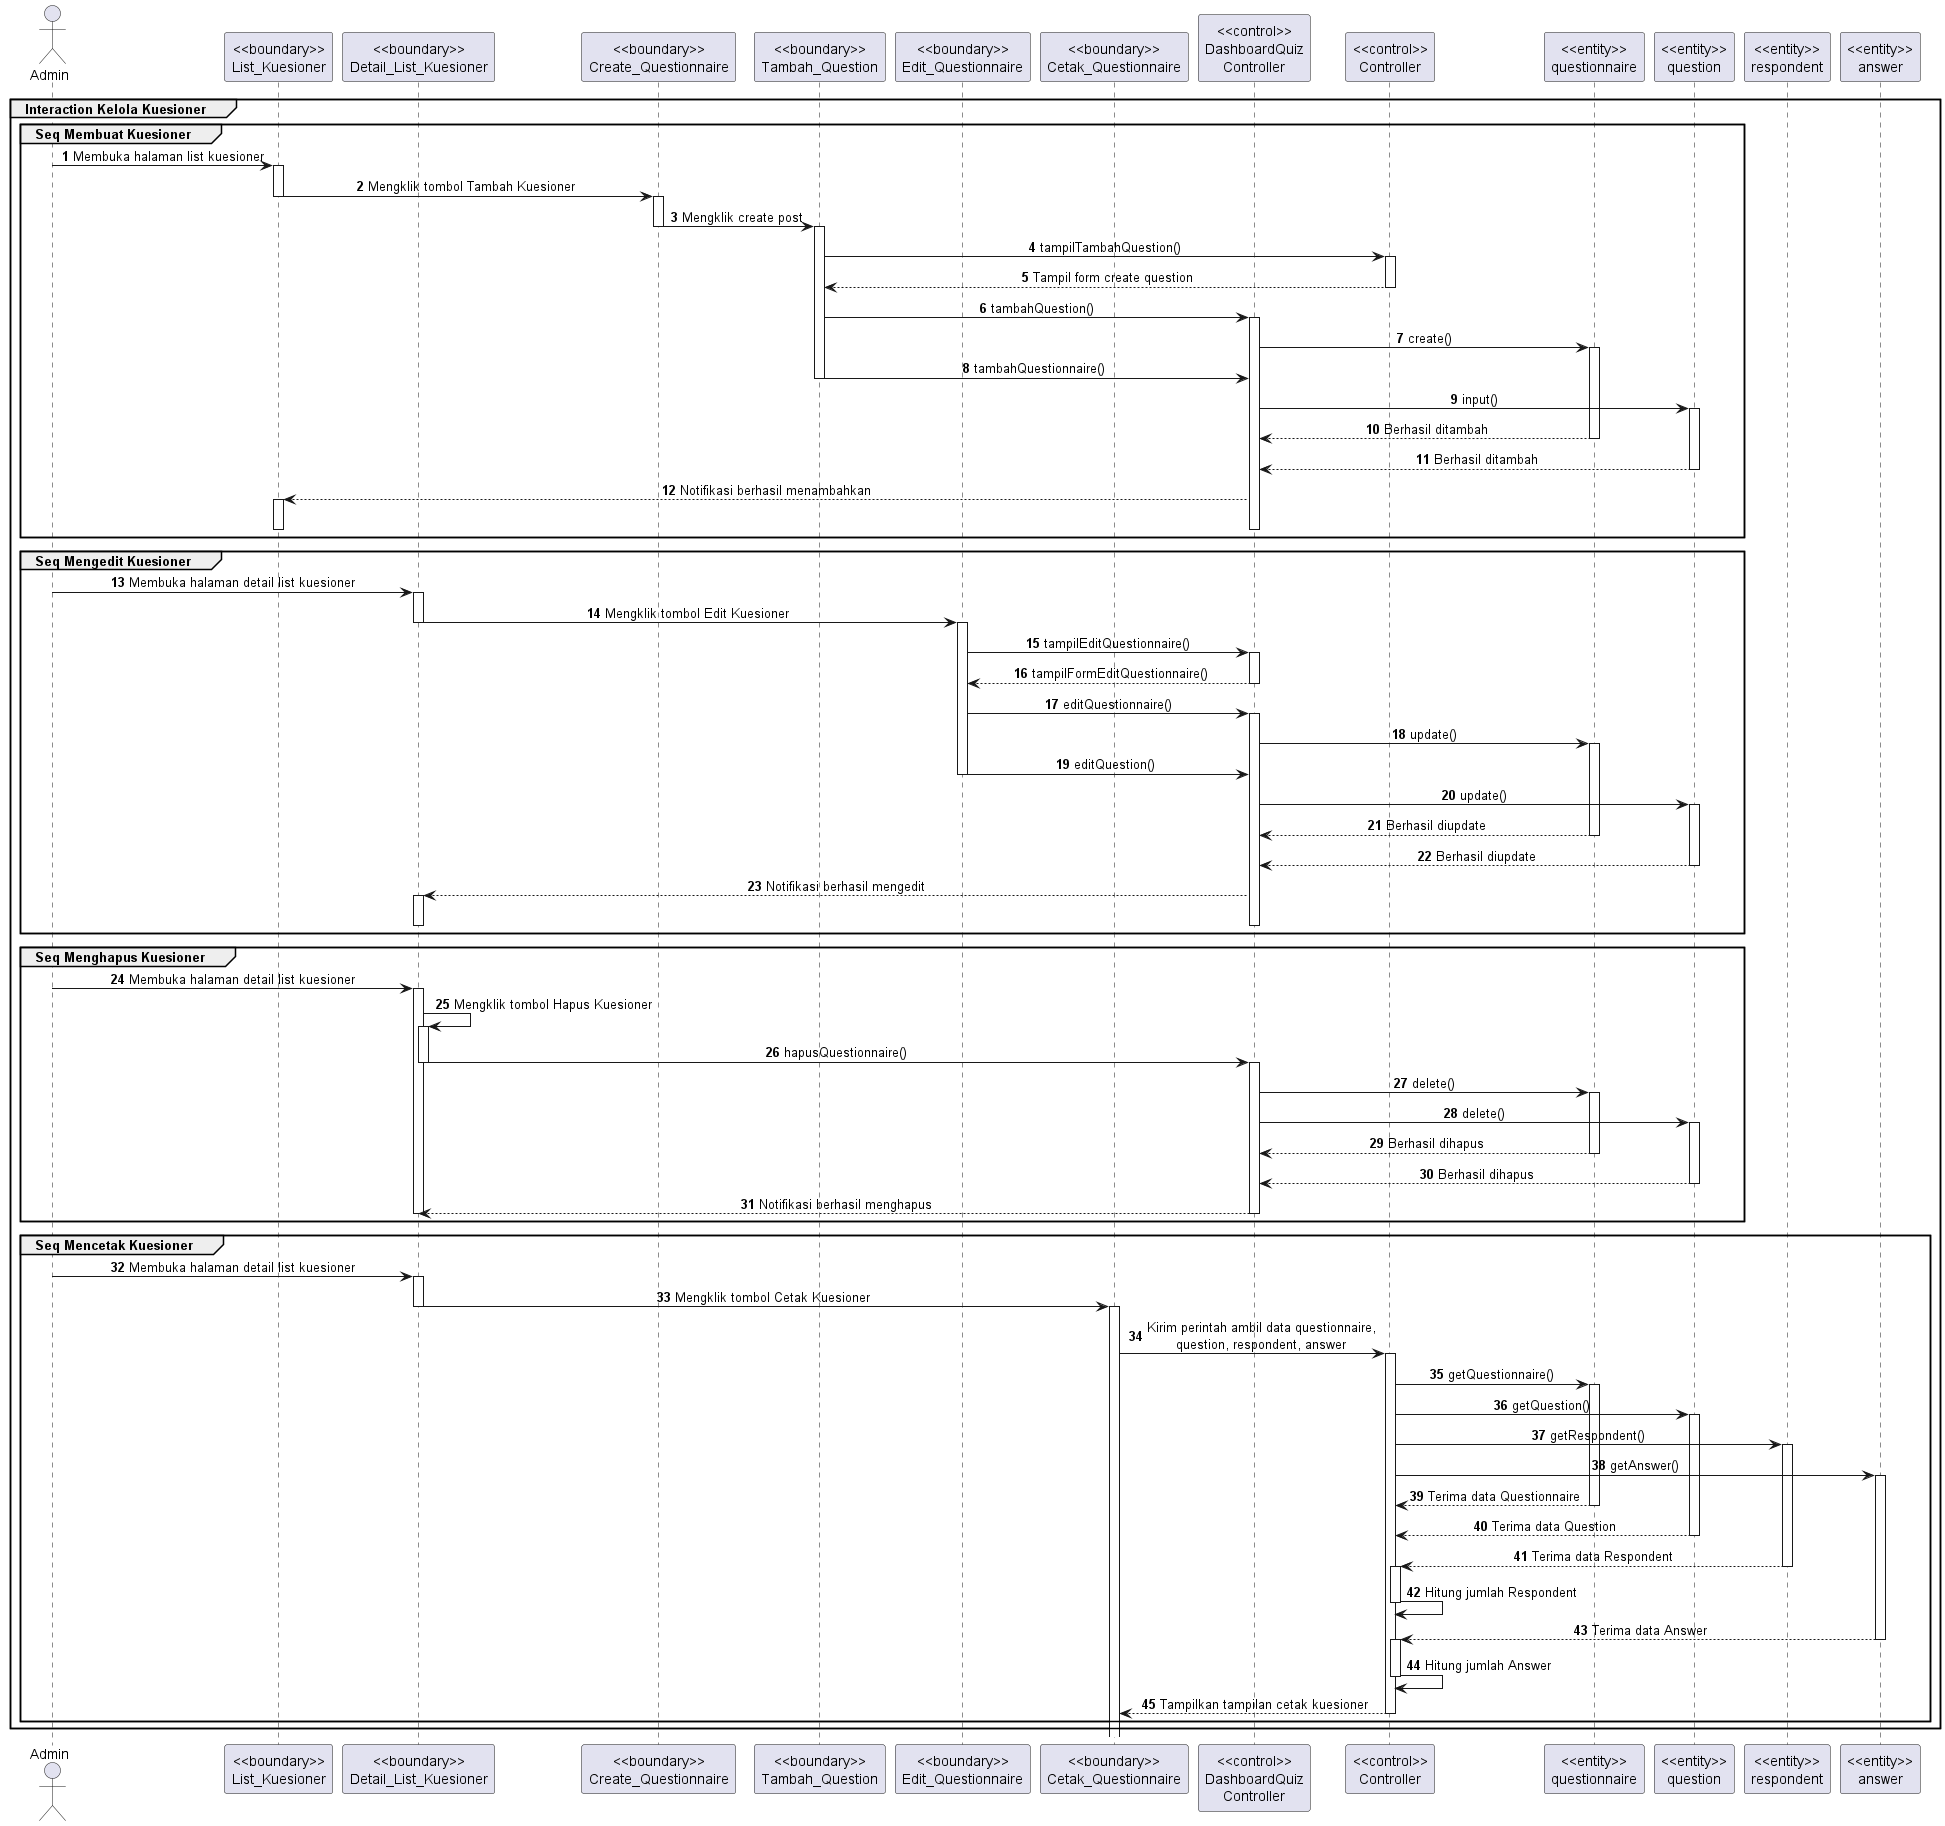 Admin
<<boundary>>
List_Kuesioner
<<boundary>>
Detail_List_Kuesioner
<<boundary>>
Create_Questionnaire
<<boundary>>
Tambah_Question
<<boundary>>
Edit_Questionnaire
<<boundary>>
Cetak_Questionnaire
<<control>>
DashboardQuiz
Controller
<<control>>
Controller
<<entity>>
questionnaire
<<entity>>
question
<<entity>>
respondent
<<entity>>
answer
Interaction Kelola Kuesioner
Seq Membuat Kuesioner
1 Membuka halaman list kuesioner
2 Mengklik tombol Tambah Kuesioner
3 Mengklik create post
4 tampilTambahQuestion()
5 Tampil form create question
6 tambahQuestion()
7 create()
8 tambahQuestionnaire()
9 input()
10 Berhasil ditambah
11 Berhasil ditambah
12 Notifikasi berhasil menambahkan
Seq Mengedit Kuesioner
13 Membuka halaman detail list kuesioner
14 Mengklik tombol Edit Kuesioner
15 tampilEditQuestionnaire()
16 tampilFormEditQuestionnaire()
17 editQuestionnaire()
18 update()
19 editQuestion()
20 update()
21 Berhasil diupdate
22 Berhasil diupdate
23 Notifikasi berhasil mengedit
Seq Menghapus Kuesioner
24 Membuka halaman detail list kuesioner
25 Mengklik tombol Hapus Kuesioner
26 hapusQuestionnaire()
27 delete()
28 delete()
29 Berhasil dihapus
30 Berhasil dihapus
31 Notifikasi berhasil menghapus
Seq Mencetak Kuesioner
32 Membuka halaman detail list kuesioner
33 Mengklik tombol Cetak Kuesioner
34 Kirim perintah ambil data questionnaire,
question, respondent, answer
35 getQuestionnaire()
36 getQuestion()
37 getRespondent()
38 getAnswer()
39 Terima data Questionnaire
40 Terima data Question
41 Terima data Respondent
42 Hitung jumlah Respondent
43 Terima data Answer
44 Hitung jumlah Answer
45 Tampilkan tampilan cetak kuesioner
Admin
<<boundary>>
List_Kuesioner
<<boundary>>
Detail_List_Kuesioner
<<boundary>>
Create_Questionnaire
<<boundary>>
Tambah_Question
<<boundary>>
Edit_Questionnaire
<<boundary>>
Cetak_Questionnaire
<<control>>
DashboardQuiz
Controller
<<control>>
Controller
<<entity>>
questionnaire
<<entity>>
question
<<entity>>
respondent
<<entity>>
answer